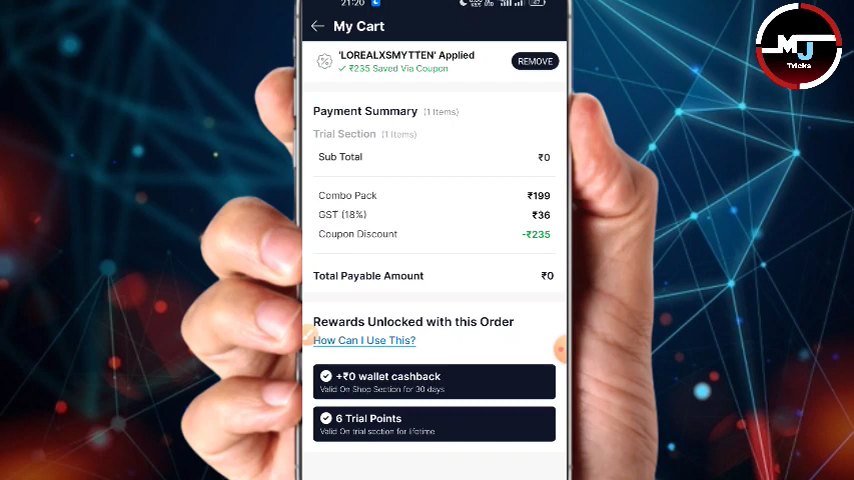 21:20
My Cart
'LOREALXSMYTTEN' Applied
✓ ₹235 Saved Via Coupon
REMOVE
MJ
Tricks
Payment Summary (1 Items)
Trial Section (1 Items)
Sub Total ₹0
Combo Pack ₹199
GST (18%) ₹36
Coupon Discount -₹235
Total Payable Amount ₹0
Rewards Unlocked with this Order
How Can I Use This?
+₹0 wallet cashback
Valid On Shop Section for 30 days
6 Trial Points
Valid On trial section for lifetime